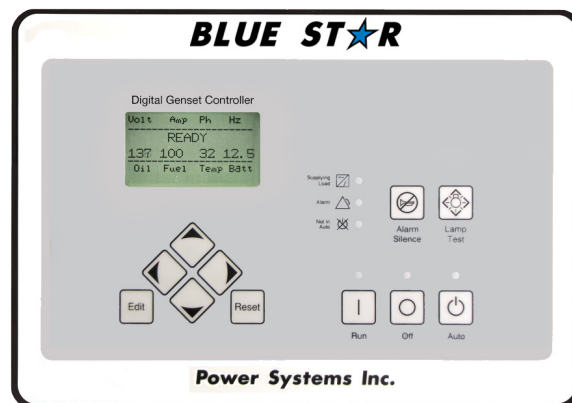 BLUE ST★R
Digital Genset Controller
Volt Amp Ph Hz
READY
137 100 32 12.5
Oil Fuel Temp Batt
Supplying Load
Alarm
Not In Auto
Alarm Silence
Lamp Test
Edit
Reset
Run
Off
Auto
Power Systems Inc.